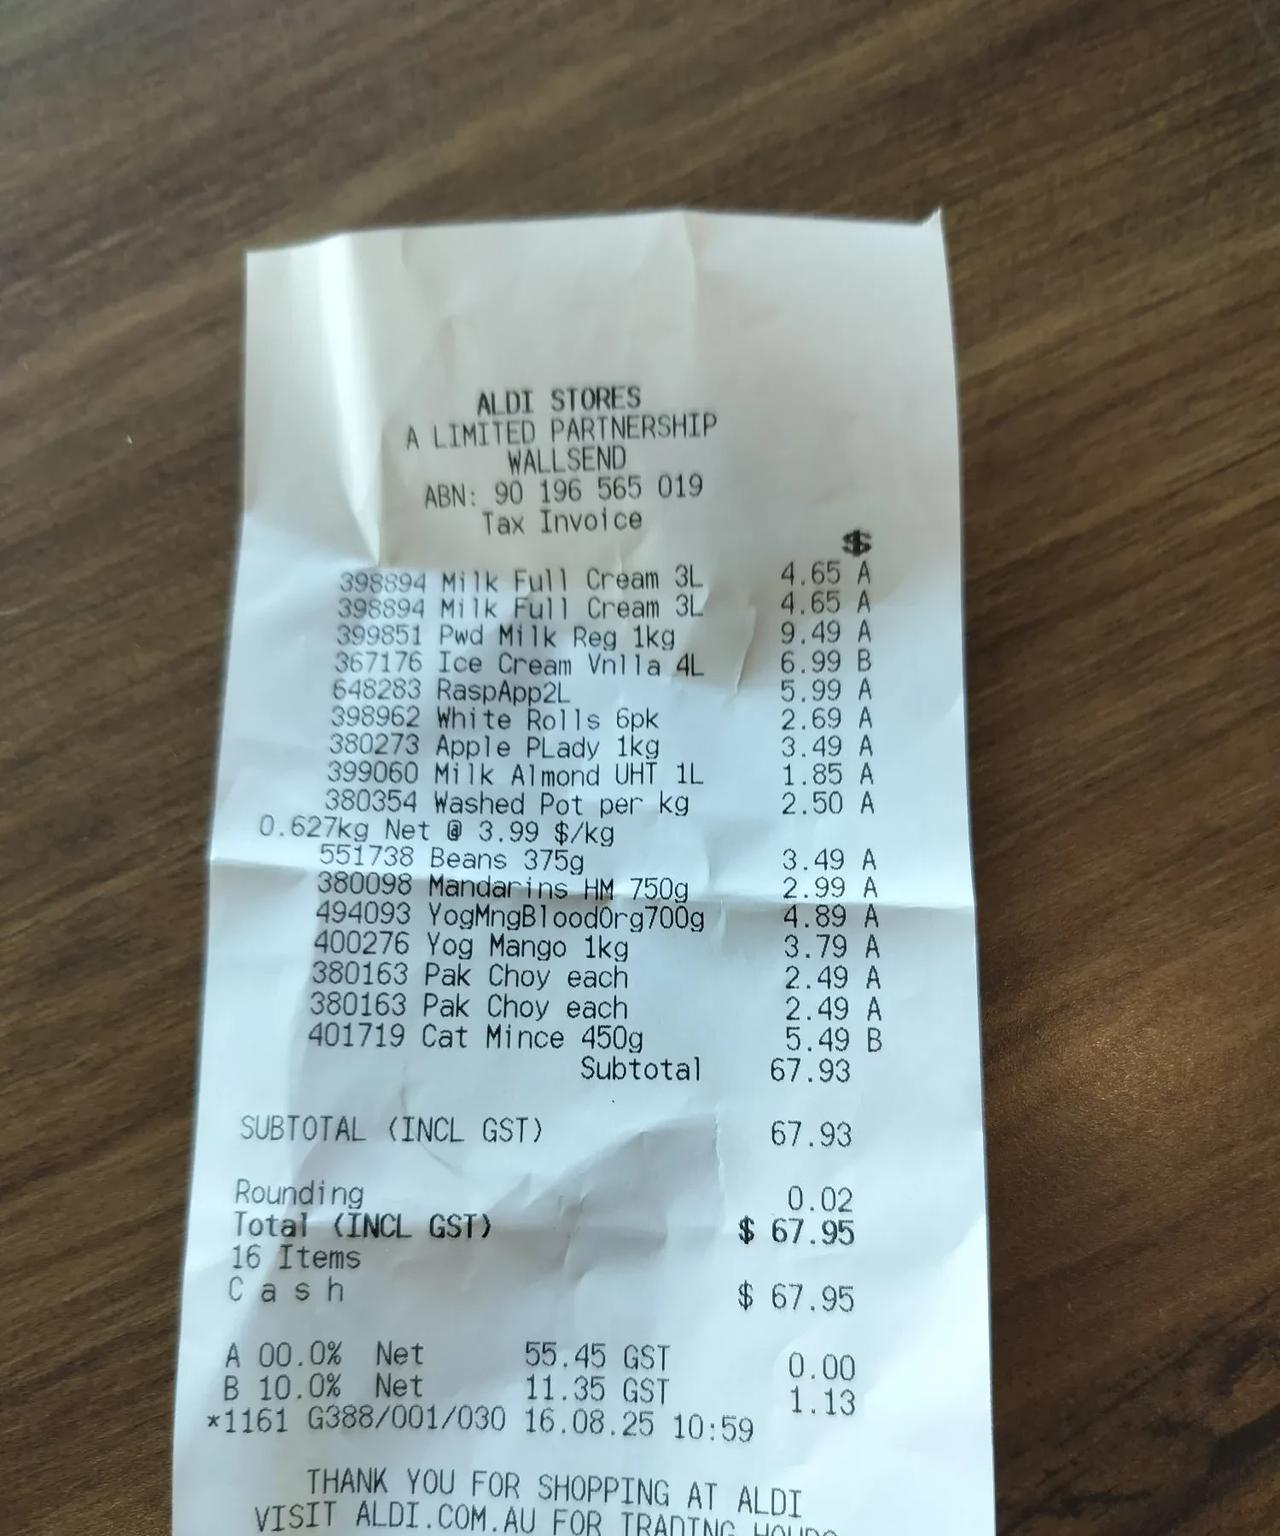 ALDI STORES
A LIMITED PARTNERSHIP
WALLSEND
ABN: 90 196 565 019
Tax Invoice
$
398894 Milk Full Cream 3L 4.65 A
398894 Milk Full Cream 3L 4.65 A
399851 Pwd Milk Reg 1kg 9.49 A
367176 Ice Cream Vnlla 4L 6.99 B
648283 RaspApp2L 5.99 A
398962 White Rolls 6pk 2.69 A
380273 Apple PLady 1kg 3.49 A
399060 Milk Almond UHT 1L 1.85 A
380354 Washed Pot per kg 2.50 A
0.627kg Net @ 3.99 $/kg
551738 Beans 375g 3.49 A
380098 Mandarins HM 750g 2.99 A
494093 YogMngBloodOrg700g 4.89 A
400276 Yog Mango 1kg 3.79 A
380163 Pak Choy each 2.49 A
380163 Pak Choy each 2.49 A
401719 Cat Mince 450g 5.49 B
Subtotal 67.93
SUBTOTAL (INCL GST) 67.93
Rounding 0.02
Total (INCL GST) $ 67.95
16 Items
Cash $ 67.95
A 00.0% Net 55.45 GST 0.00
B 10.0% Net 11.35 GST 1.13
*1161 G388/001/030 16.08.25 10:59
THANK YOU FOR SHOPPING AT ALDI
VISIT ALDI.COM.AU FOR TRADING HOURS